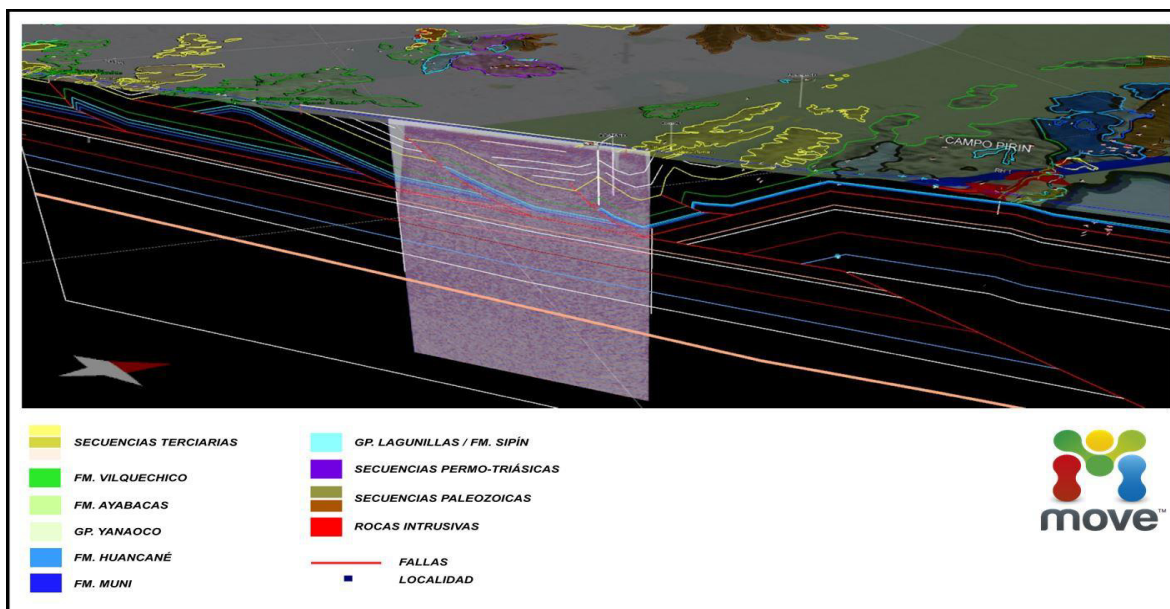 CAMPO PIRIN
SECUENCIAS TERCIARIAS
FM. VILQUECHICO
FM. AYABACAS
GP. YANAOCO
FM. HUANCANÉ
FM. MUNI
GP. LAGUNILLAS / FM. SIPÍN
SECUENCIAS PERMO-TRIÁSICAS
SECUENCIAS PALEOZOICAS
ROCAS INTRUSIVAS
FALLAS
LOCALIDAD
move™